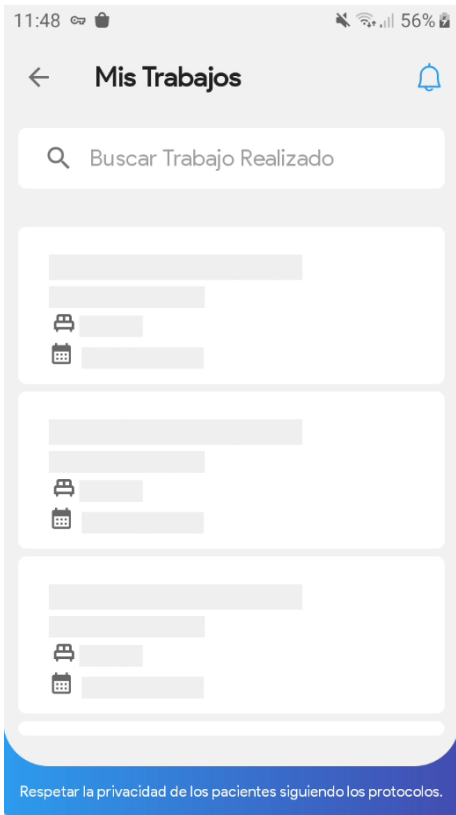 11:48 56%
Mis Trabajos
Buscar Trabajo Realizado
Respetar la privacidad de los pacientes siguiendo los protocolos.